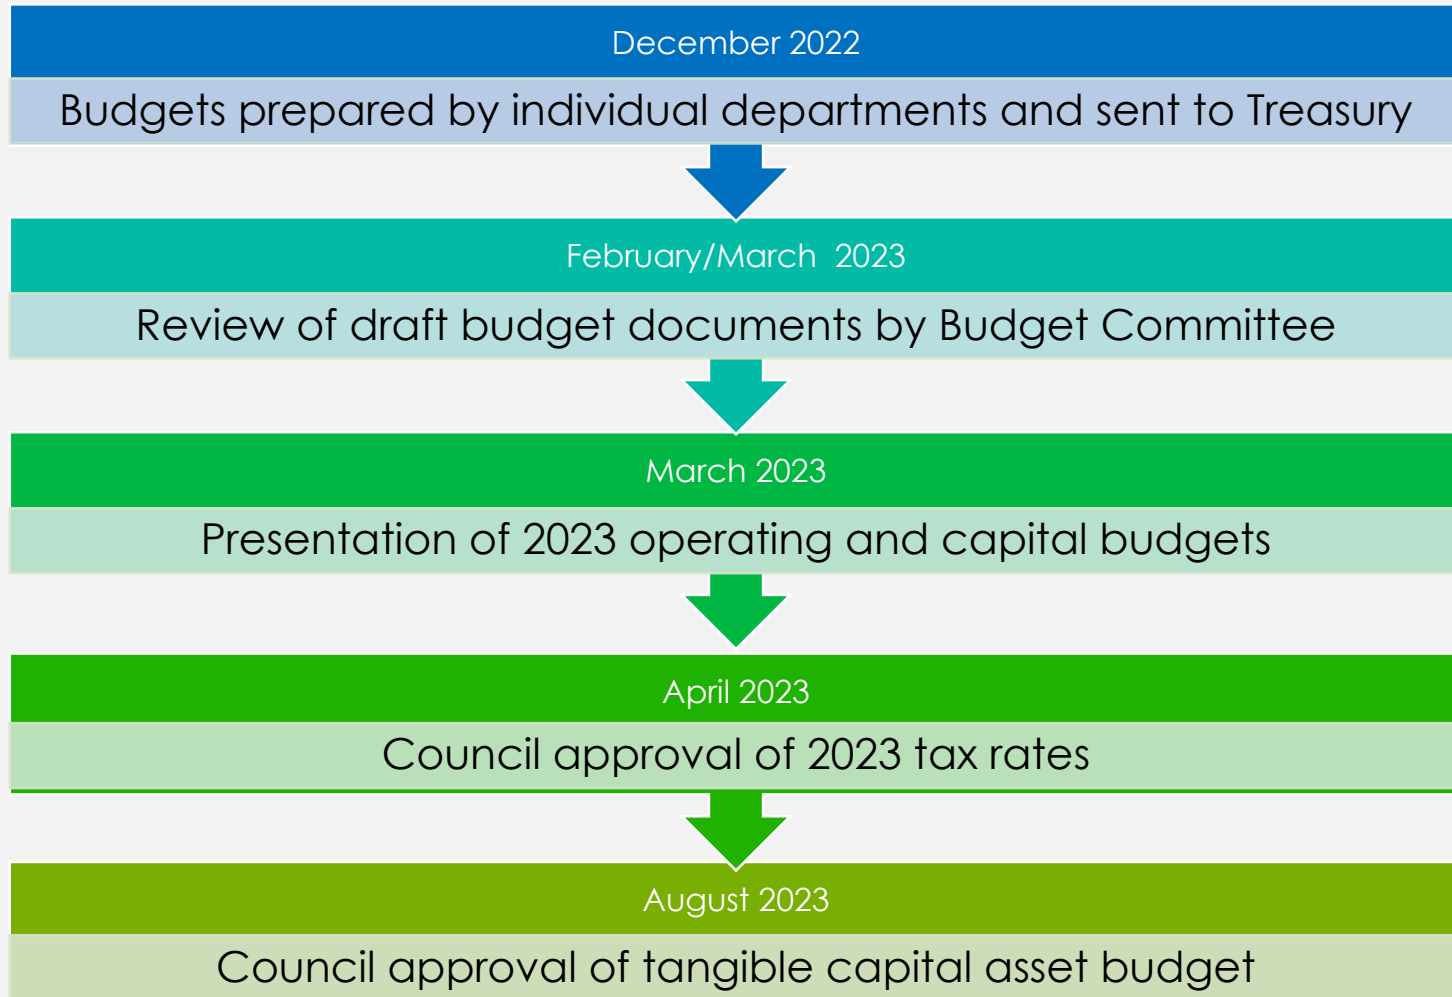 December 2022
Budgets prepared by individual departments and sent to Treasury
February/March  2023
Review of draft budget documents by Budget Committee
March 2023
Presentation of 2023 operating and capital budgets
April 2023
Council approval of 2023 tax rates
August 2023
Council approval of tangible capital asset budget